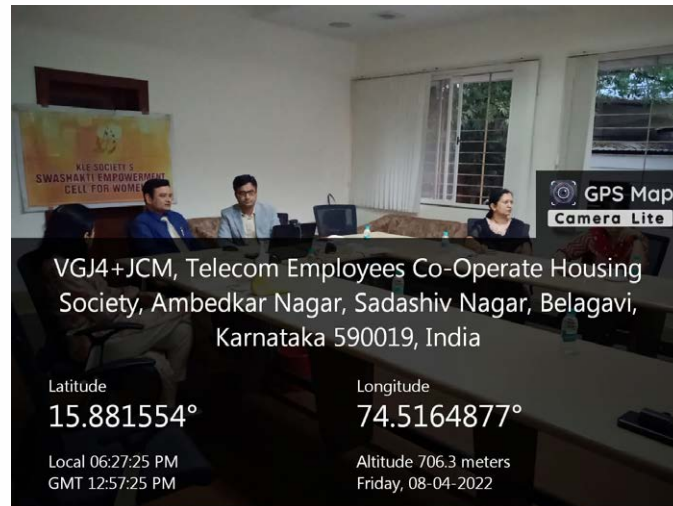 KLE SOCIETY'S
SWASHAKTI EMPOWERMENT
CELL FOR WOMEN
GPS Map
Camera Lite
VGJ4+JCM, Telecom Employees Co-Operate Housing
Society, Ambedkar Nagar, Sadashiv Nagar, Belagavi,
Karnataka 590019, India
Latitude
15.881554°
Longitude
74.5164877°
Local 06:27:25 PM
GMT 12:57:25 PM
Altitude 706.3 meters
Friday, 08-04-2022